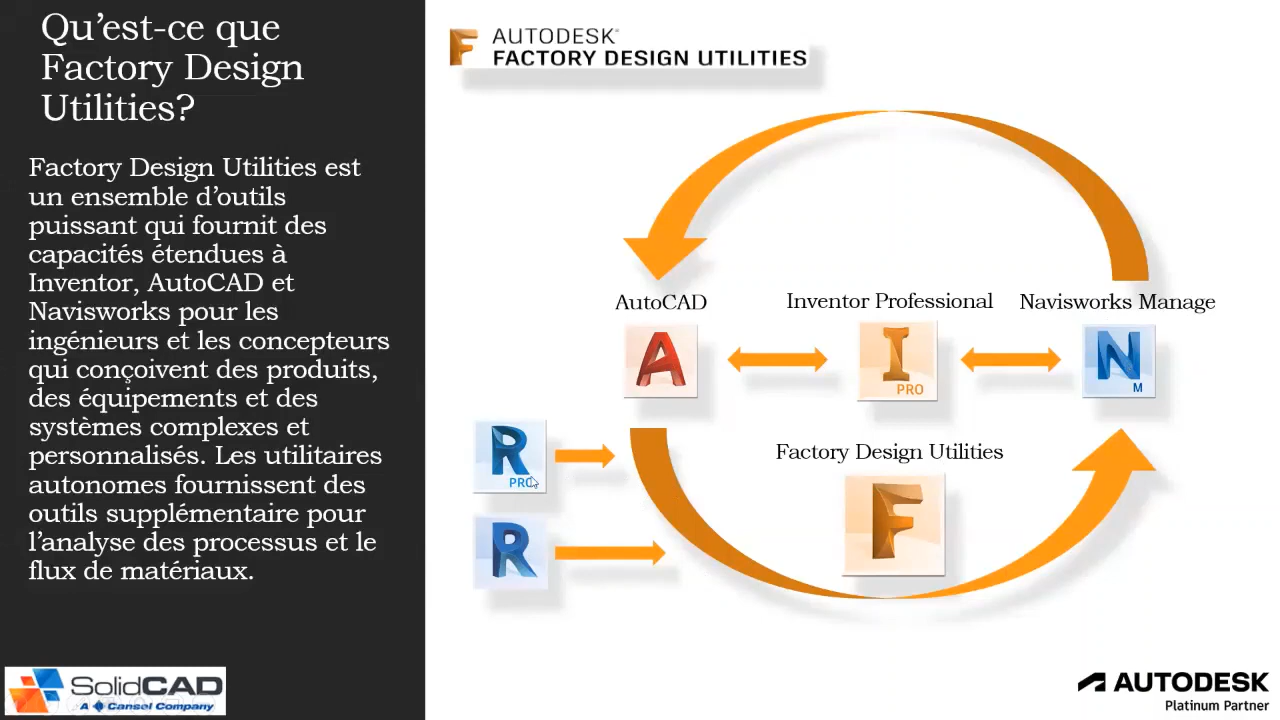 Qu’est-ce que
Factory Design
Utilities?
Factory Design Utilities est
un ensemble d’outils
puissant qui fournit des
capacités étendues à
Inventor, AutoCAD et
Navisworks pour les
ingénieurs et les concepteurs
qui conçoivent des produits,
des équipements et des
systèmes complexes et
personnalisés. Les utilitaires
autonomes fournissent des
outils supplémentaire pour
l’analyse des processus et le
flux de matériaux.
SolidCAD
A Cansel Company
AUTODESK®
FACTORY DESIGN UTILITIES
AutoCAD
Inventor Professional
Navisworks Manage
A
I
PRO
N
M
R
PRO
Factory Design Utilities
F
R
AUTODESK
Platinum Partner